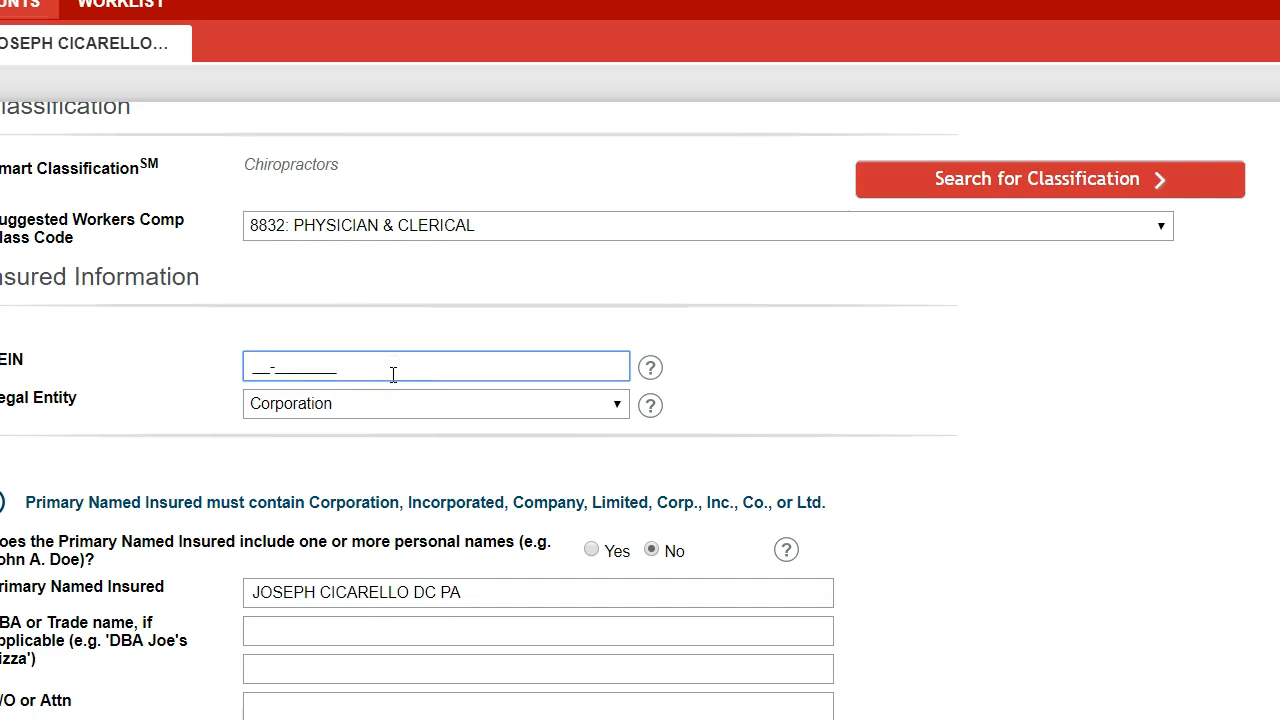 UNTS WORKLIST
OSEPH CICARELLO...
lassification
mart Classification SM Chiropractors Search for Classification
uggested Workers Comp
lass Code
8832: PHYSICIAN & CLERICAL
nsured Information
EIN __-_______ ?
egal Entity Corporation ?
Primary Named Insured must contain Corporation, Incorporated, Company, Limited, Corp., Inc., Co., or Ltd.
oes the Primary Named Insured include one or more personal names (e.g.
ohn A. Doe)?
Yes No ?
rimary Named Insured JOSEPH CICARELLO DC PA
BA or Trade name, if
pplicable (e.g. 'DBA Joe's
izza')
/O or Attn